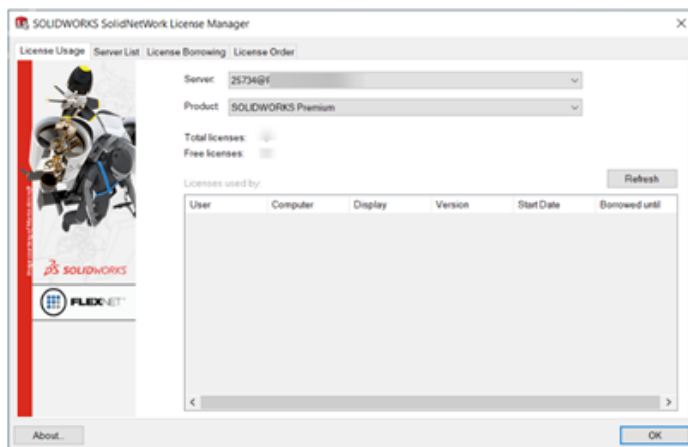 SOLIDWORKS SolidNetWork License Manager
License Usage Server List License Borrowing License Order
Server: 25734@
Product: SOLIDWORKS Premium
Total licenses:
Free licenses:
Licenses used by:
Refresh
User Computer Display Version Start Date Borrowed until
SOLIDWORKS
FLEXNET
About...
OK